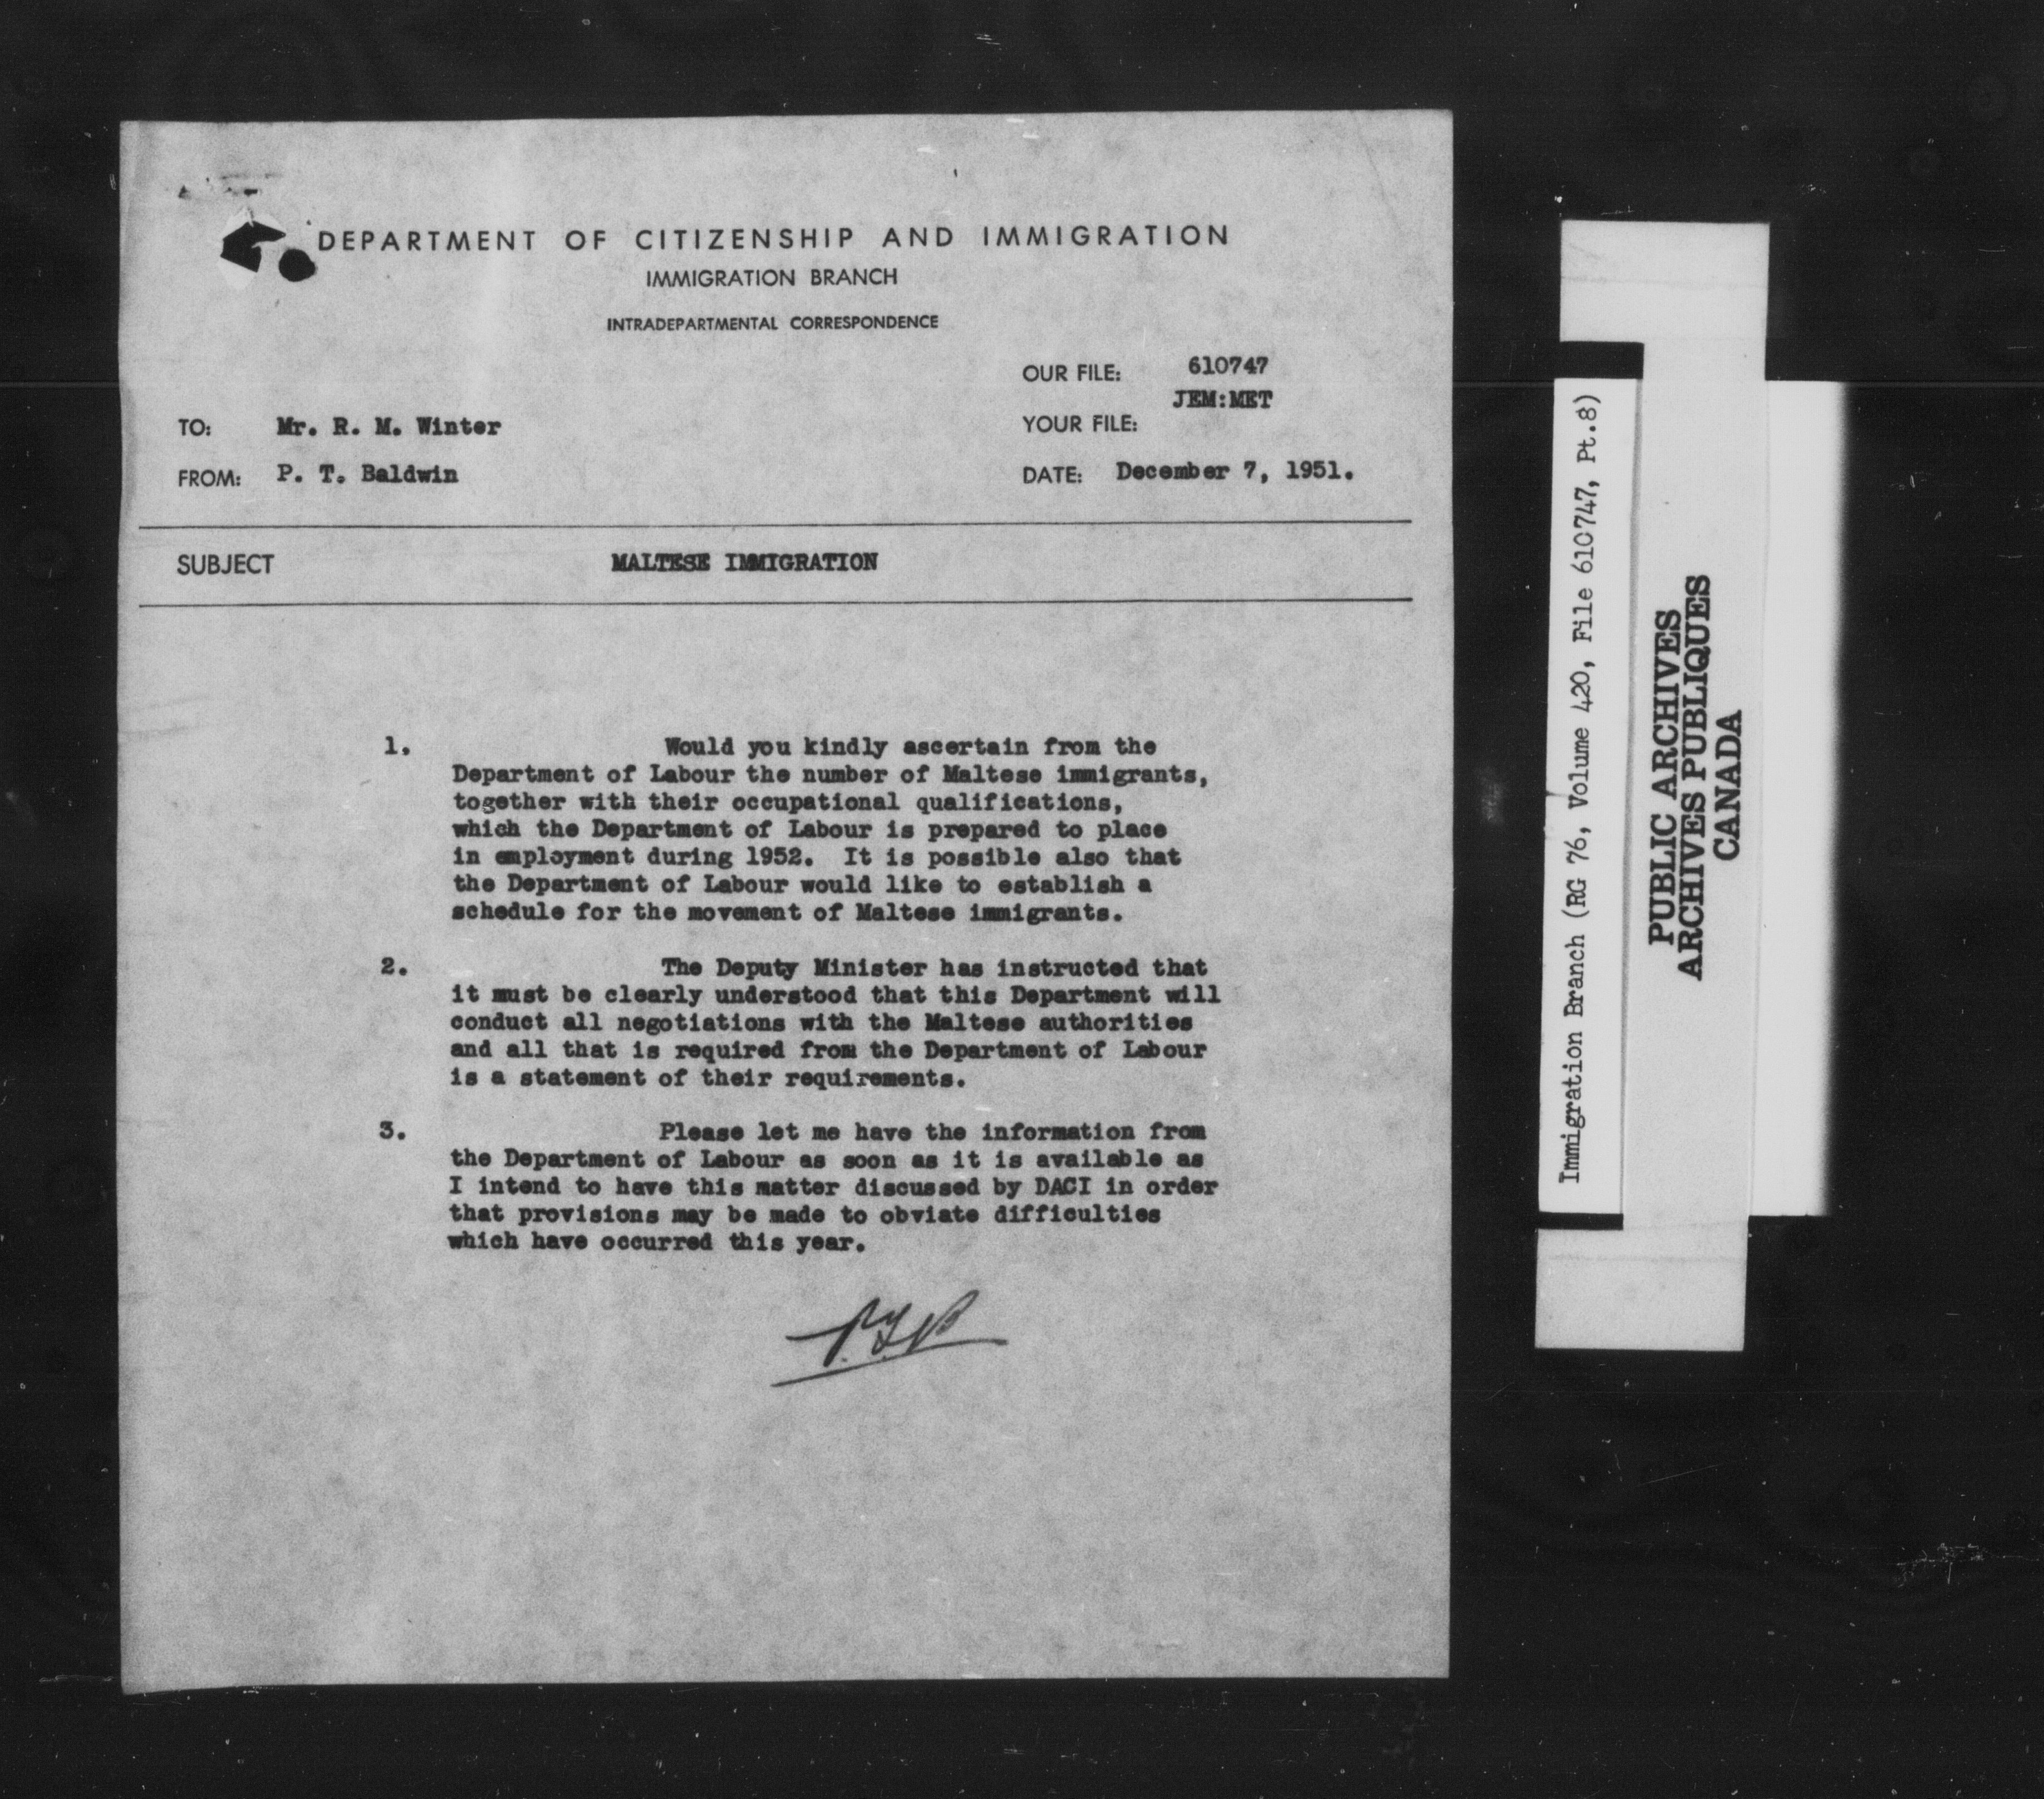 DEPARTMENT OF CITIZENSHIP AND IMMIGRATION
IMMIGRATION BRANCH
INTRADEPARTMENTAL CORRESPONDENCE
OUR FILE: 610747
JEM:MET
TO: Mr. R. M. Winter
YOUR FILE:
FROM: P. T. Baldwin
DATE: December 7, 1951.
SUBJECT MALTESE IMMIGRATION
1. Would you kindly ascertain from the
Department of Labour the number of Maltese immigrants,
together with their occupational qualifications,
which the Department of Labour is prepared to place
in employment during 1952. It is possible also that
the Department of Labour would like to establish a
schedule for the movement of Maltese immigrants.
2. The Deputy Minister has instructed that
it must be clearly understood that this Department will
conduct all negotiations with the Maltese authorities
and all that is required from the Department of Labour
is a statement of their requirements.
3. Please let me have the information from
the Department of Labour as soon as it is available as
I intend to have this matter discussed by DACI in order
that provisions may be made to obviate difficulties
which have occurred this year.
P.T.B
Immigration Branch (RG 76, Volume 420, File 610747, Pt.8)
PUBLIC ARCHIVES
ARCHIVES PUBLIQUES
CANADA